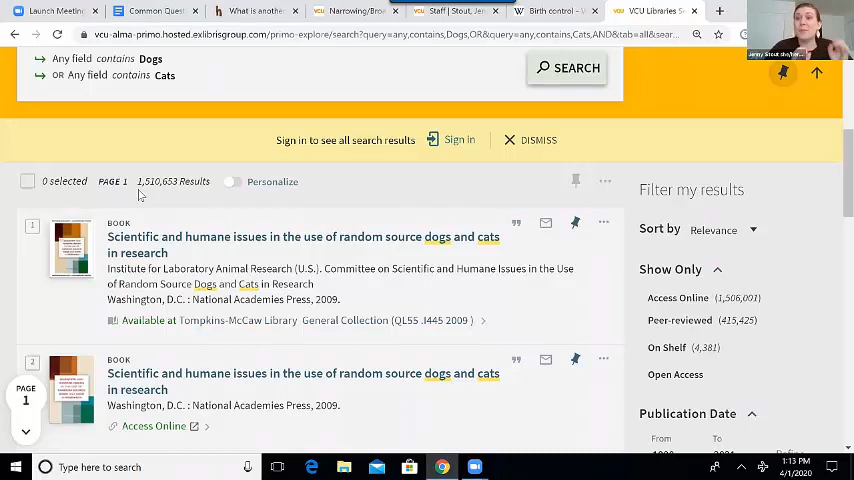 Launch Meeting
Common Quest
What is anothe
Narrowing/Bro
Staff | Stout, Jen
Birth control - W
VCU Libraries Se
vcu-alma-primo.hosted.exlibrisgroup.com/primo-explore/search?query=any,contains,Dogs,OR&query=any,contains,Cats,AND&tab=all&sear...
Jenny Stout she/her...
Any field contains Dogs
OR Any field contains Cats
SEARCH
Sign in to see all search results
Sign in
DISMISS
0 selected PAGE 1 1,510,653 Results Personalize
Filter my results
Sort by Relevance
Show Only
Access Online (1,506,001)
Peer-reviewed (415,425)
On Shelf (4,381)
Open Access
Publication Date
From To
1
BOOK
Scientific and humane issues in the use of random source dogs and cats
in research
Institute for Laboratory Animal Research (U.S.). Committee on Scientific and Humane Issues in the Use
of Random Source Dogs and Cats in Research
Washington, D.C. : National Academies Press, 2009.
Available at Tompkins-McCaw Library General Collection (QL55 .I445 2009 )
2
BOOK
Scientific and humane issues in the use of random source dogs and cats
in research
Washington, D.C. : National Academies Press, 2009.
Access Online
PAGE
1
Type here to search
1:13 PM
4/1/2020